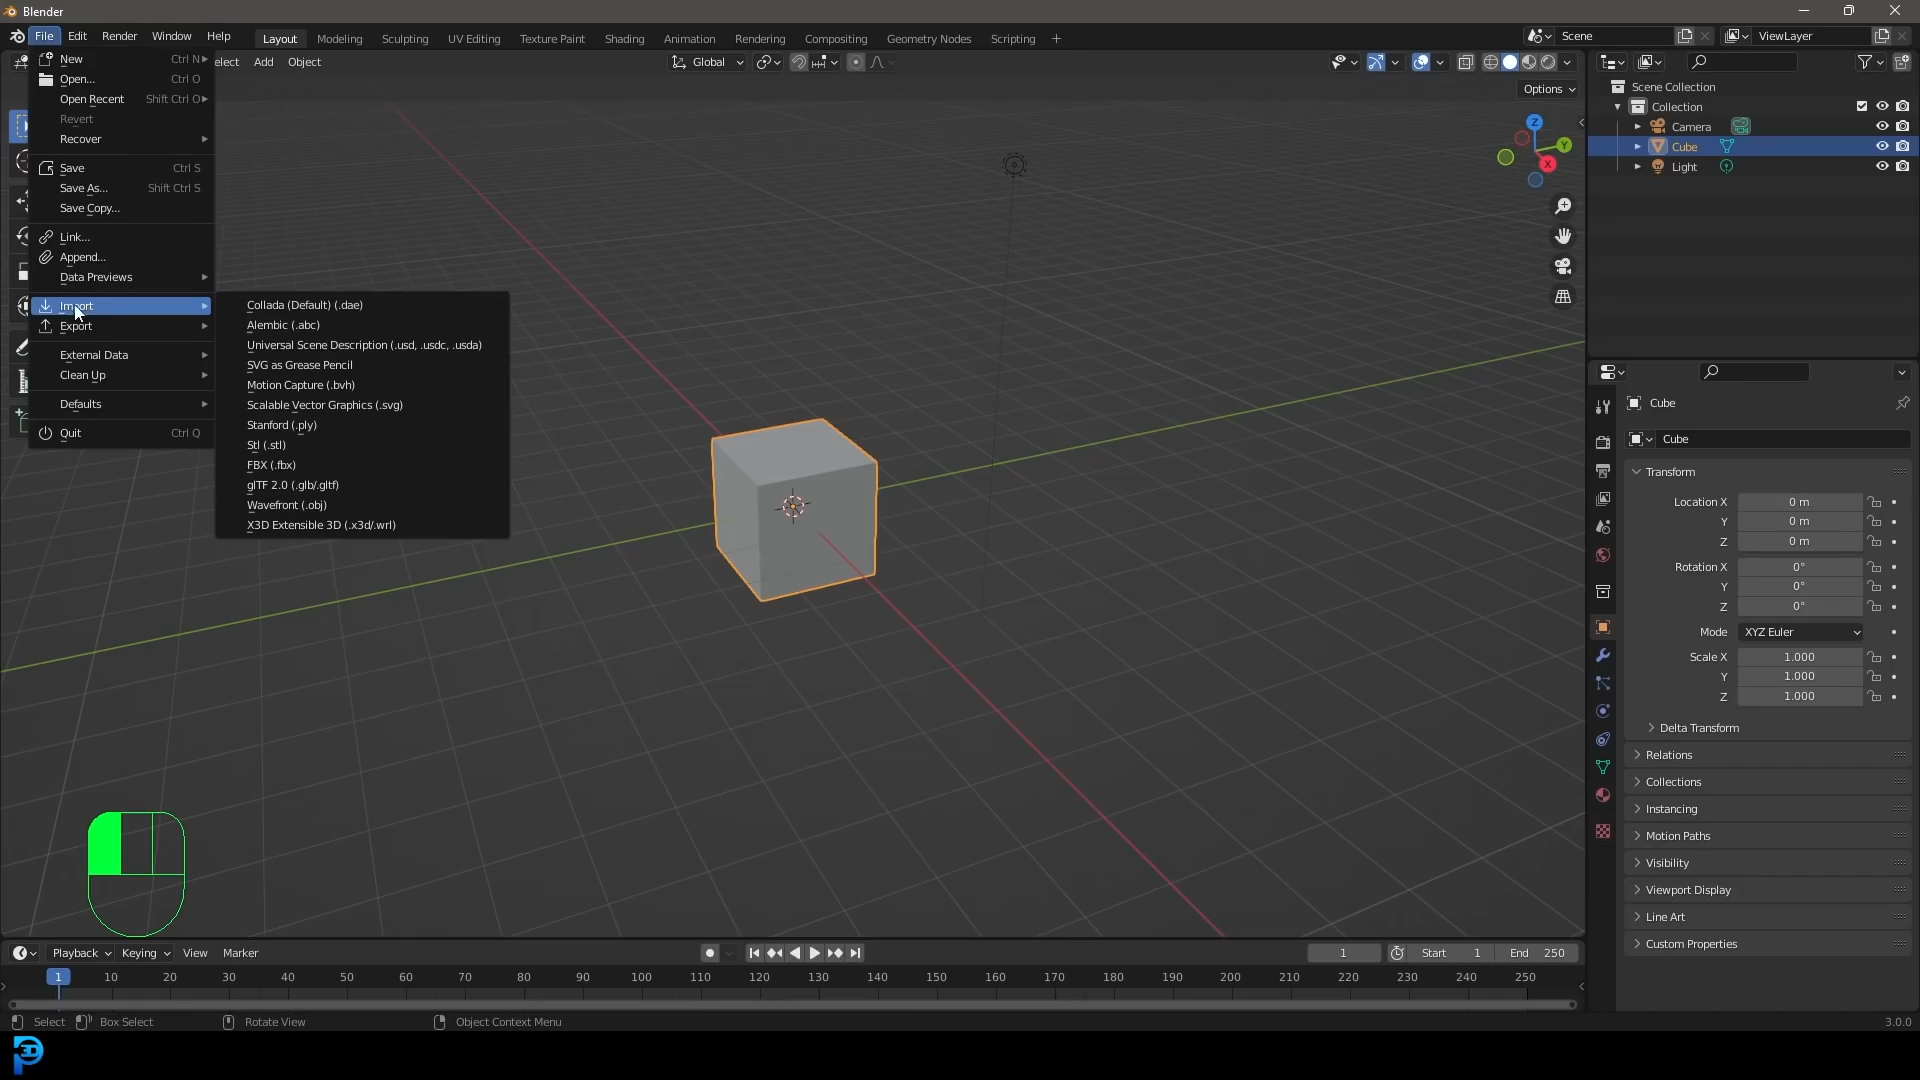 Blender
File Edit Render Window Help Layout Modeling Sculpting UV Editing Texture Paint Shading Animation Rendering Compositing Geometry Nodes Scripting + Scene ViewLayer
elect Add Object Global
Options
New Ctrl N
Open... Ctrl O
Open Recent Shift Ctrl O
Revert
Recover
Save Ctrl S
Save As... Shift Ctrl S
Save Copy...
Link...
Append...
Data Previews
Import
Export
External Data
Clean Up
Defaults
Quit Ctrl Q
Collada (Default) (.dae)
Alembic (.abc)
Universal Scene Description (.usd, .usdc, .usda)
SVG as Grease Pencil
Motion Capture (.bvh)
Scalable Vector Graphics (.svg)
Stanford (.ply)
Stl (.stl)
FBX (.fbx)
glTF 2.0 (.glb/.gltf)
Wavefront (.obj)
X3D Extensible 3D (.x3d/.wrl)
Z
Y
X
Scene Collection
Collection
Camera
Cube
Light
Cube
Cube
Transform
Location X 0 m
Y 0 m
Z 0 m
Rotation X 0°
Y 0°
Z 0°
Mode XYZ Euler
Scale X 1.000
Y 1.000
Z 1.000
Delta Transform
Relations
Collections
Instancing
Motion Paths
Visibility
Viewport Display
Line Art
Custom Properties
Playback Keying View Marker 1 Start 1 End 250
1 10 20 30 40 50 60 70 80 90 100 110 120 130 140 150 160 170 180 190 200 210 220 230 240 250
Select Box Select Rotate View Object Context Menu 3.0.0